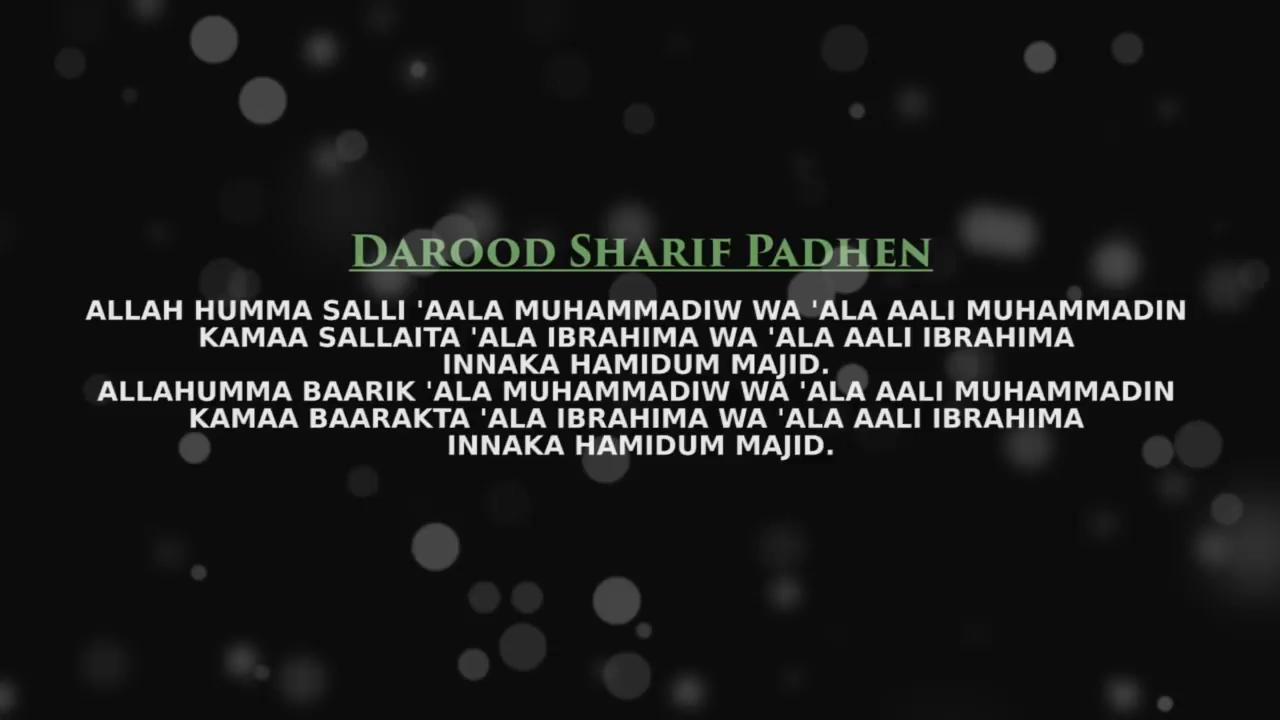 Darood Sharif Padhen
ALLAH HUMMA SALLI 'AALA MUHAMMADIW WA 'ALA AALI MUHAMMADIN
KAMAA SALLAITA 'ALA IBRAHIMA WA 'ALA AALI IBRAHIMA
INNAKA HAMIDUM MAJID.
ALLAHUMMA BAARIK 'ALA MUHAMMADIW WA 'ALA AALI MUHAMMADIN
KAMAA BAARAKTA 'ALA IBRAHIMA WA 'ALA AALI IBRAHIMA
INNAKA HAMIDUM MAJID.